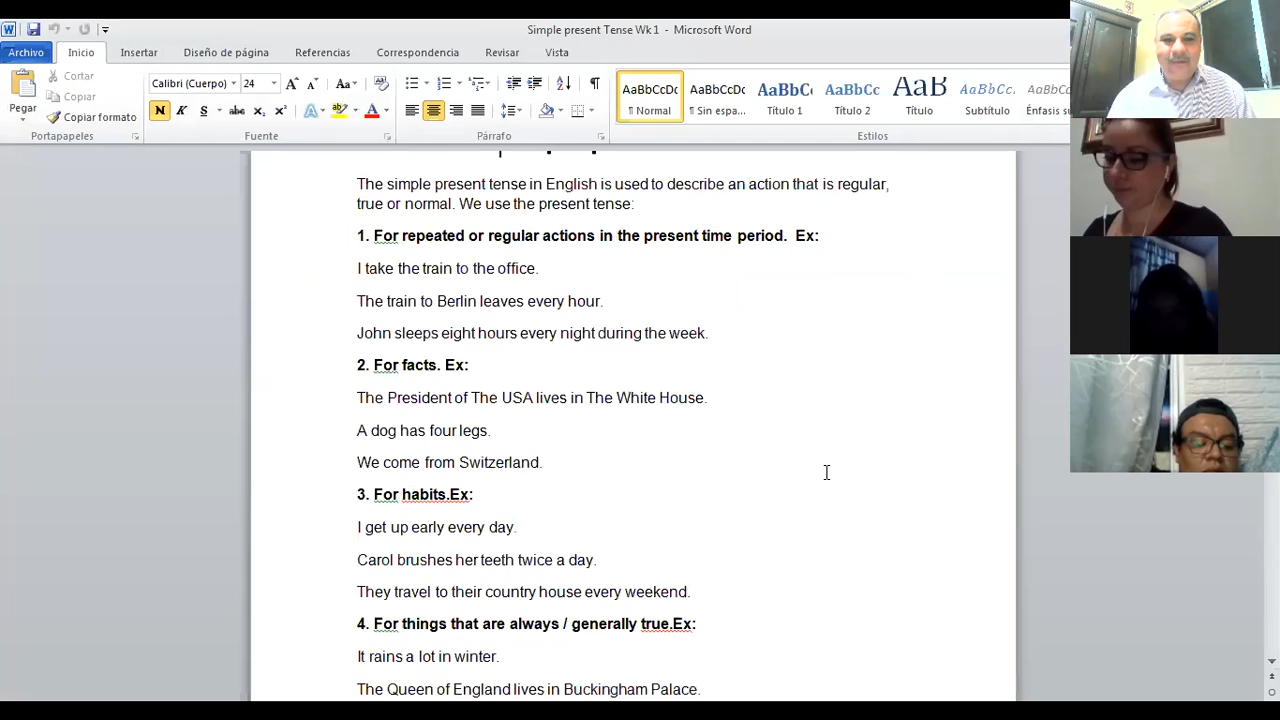 Simple present Tense Wk 1 - Microsoft Word
Archivo Inicio Insertar Diseño de página Referencias Correspondencia Revisar Vista
Cortar
Copiar
Copiar formato
Pegar
Portapapeles
Calibri (Cuerpo) 24
N K S abc x₂ x²
Fuente
Párrafo
AaBbCcDc AaBbCcDc AaBbC AaBbCc AaB AaBbCc. AaBbCc
¶ Normal ¶ Sin espa... Título 1 Título 2 Título Subtítulo Énfasis su
Estilos
The simple present tense in English is used to describe an action that is regular,
true or normal. We use the present tense:
1. For repeated or regular actions in the present time period. Ex:
I take the train to the office.
The train to Berlin leaves every hour.
John sleeps eight hours every night during the week.
2. For facts. Ex:
The President of The USA lives in The White House.
A dog has four legs.
We come from Switzerland.
3. For habits.Ex:
I get up early every day.
Carol brushes her teeth twice a day.
They travel to their country house every weekend.
4. For things that are always / generally true.Ex:
It rains a lot in winter.
The Queen of England lives in Buckingham Palace.